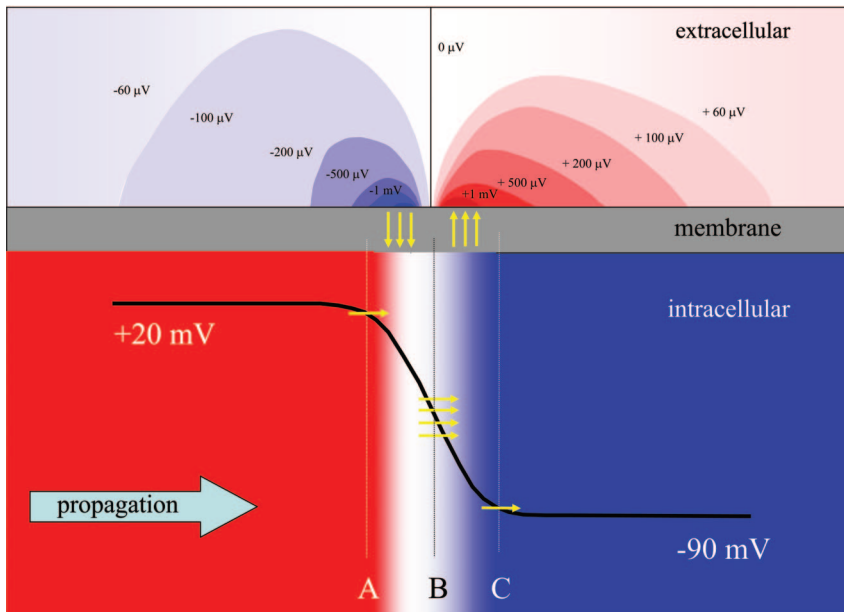 extracellular
0 µV
-60 µV
-100 µV
-200 µV
-500 µV
-1 mV
+ 60 µV
+ 100 µV
+ 200 µV
+ 500 µV
+1 mV
membrane
intracellular
+20 mV
propagation
-90 mV
A B C